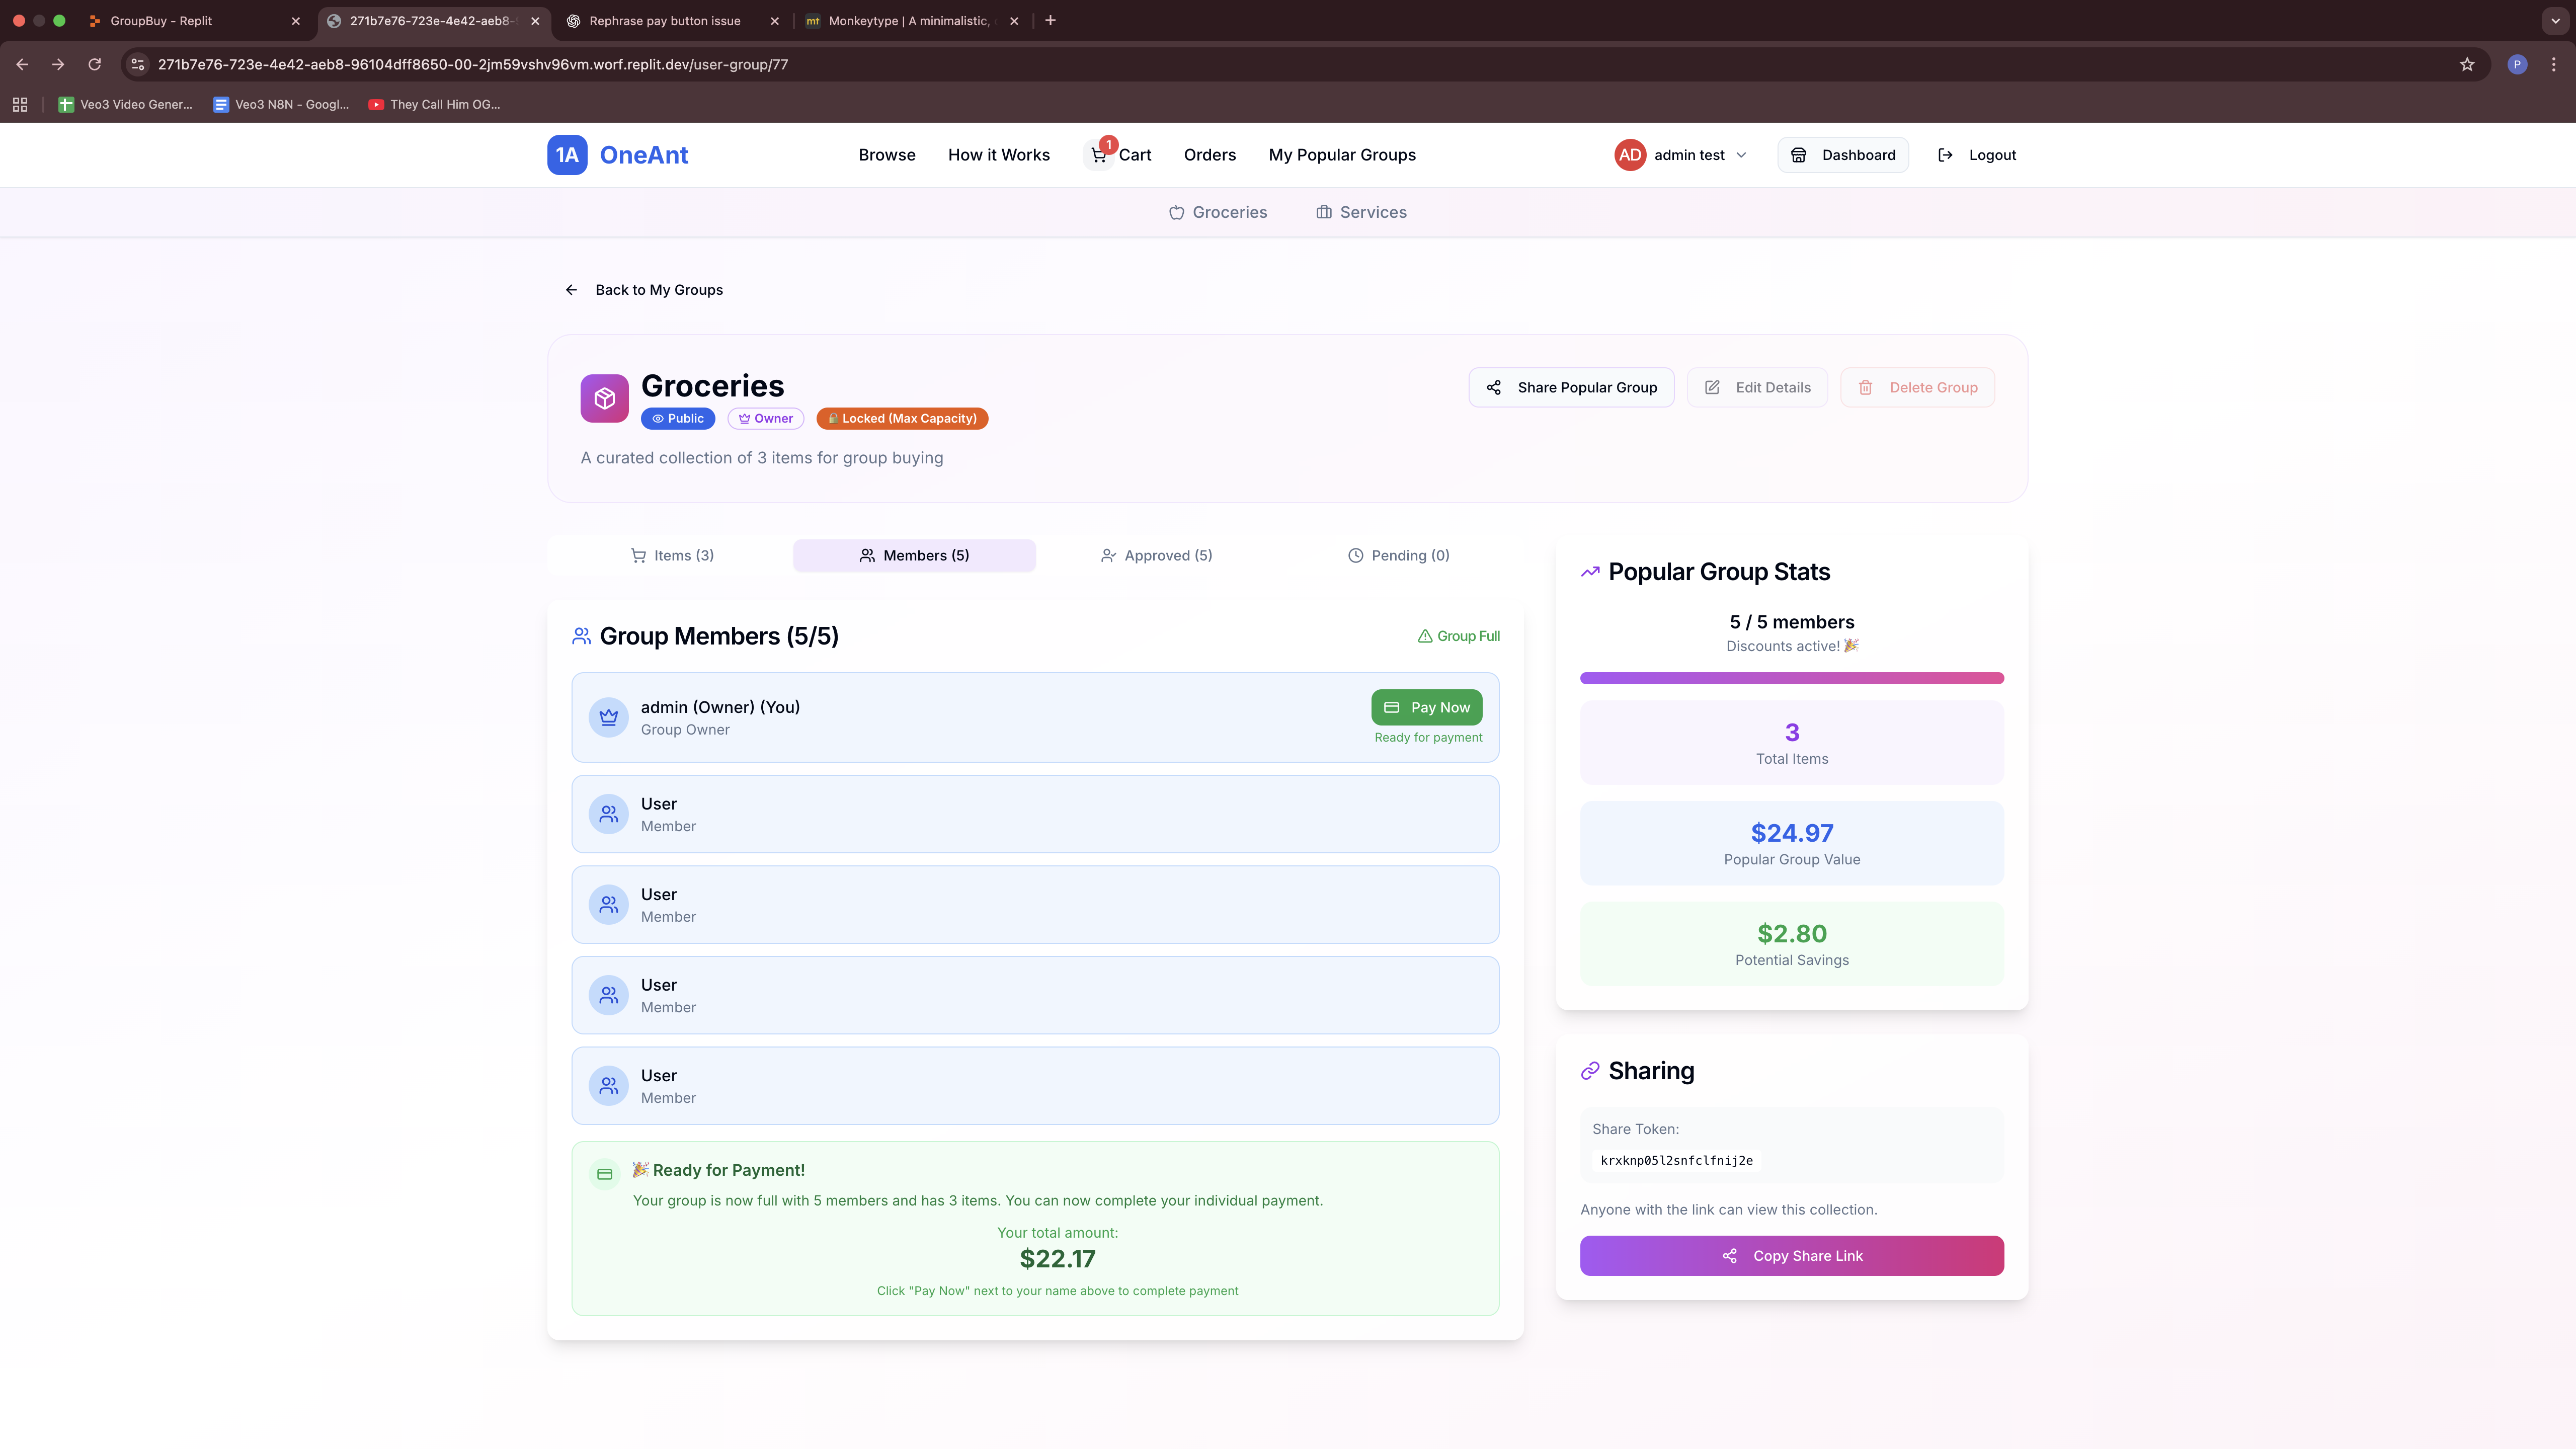 GroupBuy - Replit
271b7e76-723e-4e42-aeb8-
Rephrase pay button issue
mt Monkeytype | A minimalistic,
271b7e76-723e-4e42-aeb8-96104dff8650-00-2jm59vshv96vm.worf.replit.dev/user-group/77
P
Veo3 Video Gener...
Veo3 N8N - Googl...
They Call Him OG...
1A OneAnt
Browse
How it Works
1
Cart
Orders
My Popular Groups
AD admin test
Dashboard
Logout
Groceries
Services
Back to My Groups
Groceries
Public
Owner
🔒 Locked (Max Capacity)
A curated collection of 3 items for group buying
Share Popular Group
Edit Details
Delete Group
Items (3)
Members (5)
Approved (5)
Pending (0)
Group Members (5/5)
Group Full
admin (Owner) (You)
Group Owner
Pay Now
Ready for payment
User
Member
User
Member
User
Member
User
Member
🎉 Ready for Payment!
Your group is now full with 5 members and has 3 items. You can now complete your individual payment.
Your total amount:
$22.17
Click "Pay Now" next to your name above to complete payment
Popular Group Stats
5 / 5 members
Discounts active! 🎉
3
Total Items
$24.97
Popular Group Value
$2.80
Potential Savings
Sharing
Share Token:
krxknp05l2snfclfnij2e
Anyone with the link can view this collection.
Copy Share Link